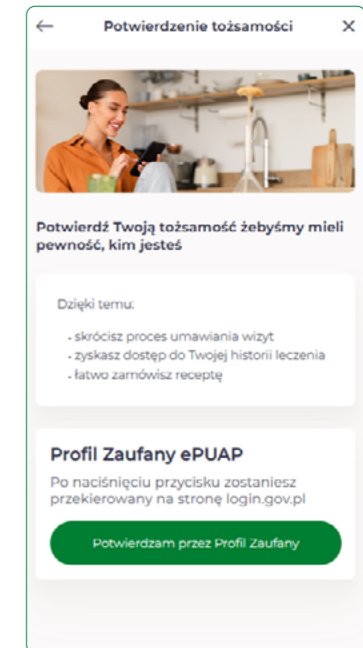 Potwierdzenie tożsamości
Potwierdź Twoją tożsamość żebyśmy mieli
pewność, kim jesteś
Dzięki temu:
• skrócisz proces umawiania wizyt
• zyskasz dostęp do Twojej historii leczenia
• łatwo zamówisz receptę
Profil Zaufany ePUAP
Po naciśnięciu przycisku zostaniesz
przekierowany na stronę login.gov.pl
Potwierdzam przez Profil Zaufany